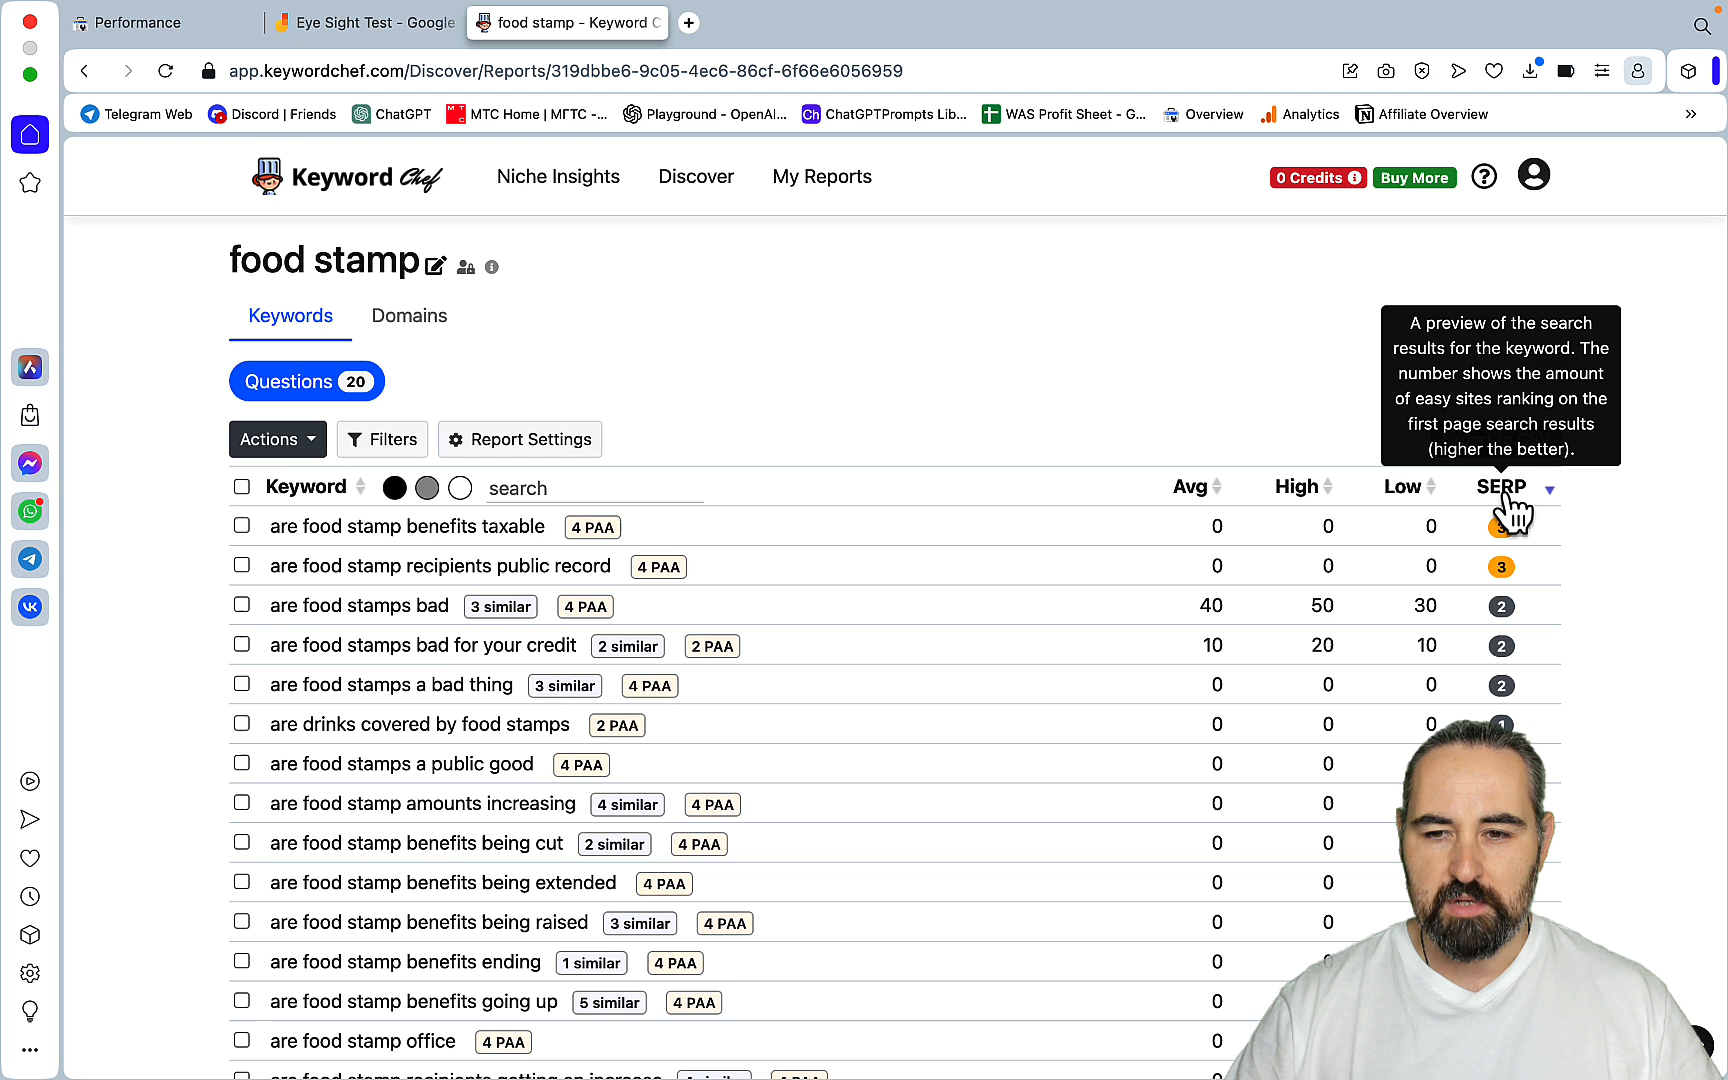 Performance
Eye Sight Test - Google
food stamp - Keyword C
app.keywordchef.com/Discover/Reports/319dbbe6-9c05-4ec6-86cf-6f66e6056959
Telegram Web
Discord | Friends
ChatGPT
МТС Home | МГТС -...
Playground - OpenAI...
Ch
ChatGPTPrompts Lib...
WAS Profit Sheet - G...
Overview
Analytics
Affiliate Overview
Keyword Chef
Niche Insights
Discover
My Reports
0 Credits
Buy More
food stamp
Keywords
Domains
A preview of the search
results for the keyword. The
number shows the amount
of easy sites ranking on the
first page search results
(higher the better).
Questions 20
Actions
Filters
Report Settings
Keyword search Avg High Low SERP
are food stamp benefits taxable 4 PAA 0 0 0
are food stamp recipients public record 4 PAA 0 0 0 3
are food stamps bad 3 similar 4 PAA 40 50 30 2
are food stamps bad for your credit 2 similar 2 PAA 10 20 10 2
are food stamps a bad thing 3 similar 4 PAA 0 0 0 2
are drinks covered by food stamps 2 PAA 0 0 0 1
are food stamps a public good 4 PAA 0 0
are food stamp amounts increasing 4 similar 4 PAA 0 0
are food stamp benefits being cut 2 similar 4 PAA 0 0
are food stamp benefits being extended 4 PAA 0 0
are food stamp benefits being raised 3 similar 4 PAA 0
are food stamp benefits ending 1 similar 4 PAA 0
are food stamp benefits going up 5 similar 4 PAA 0
are food stamp office 4 PAA 0